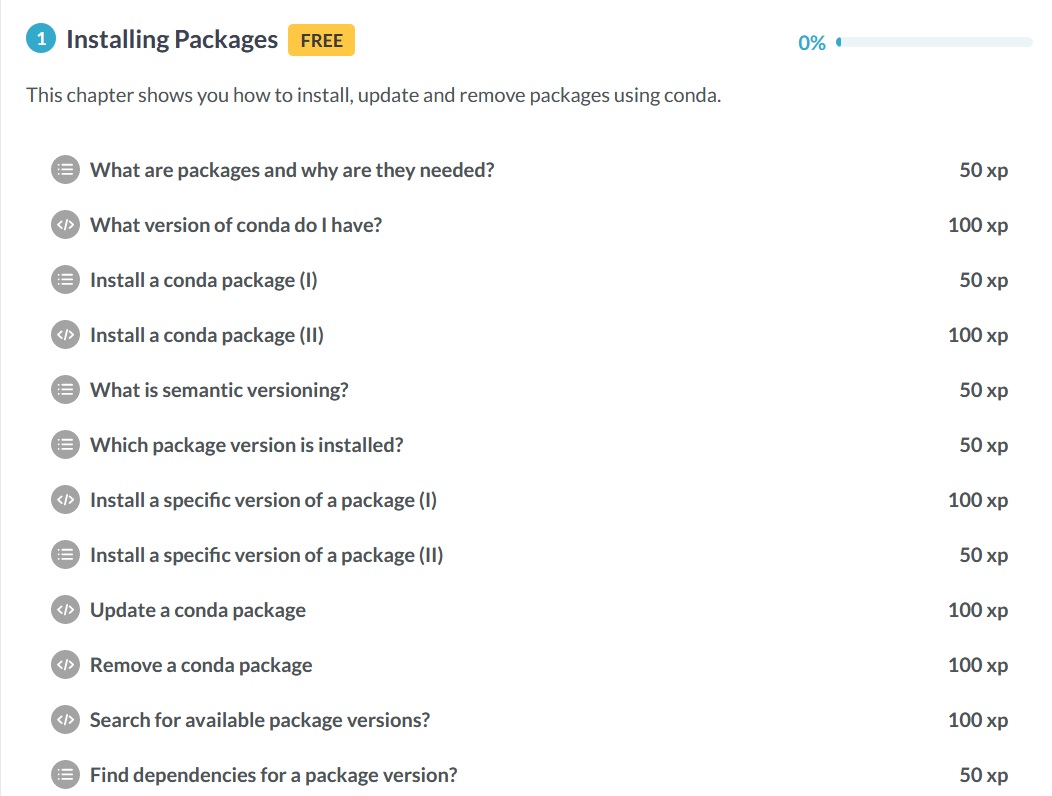 1 Installing Packages FREE 0%
This chapter shows you how to install, update and remove packages using conda.
What are packages and why are they needed? 50 xp
</> What version of conda do I have? 100 xp
Install a conda package (I) 50 xp
</> Install a conda package (II) 100 xp
What is semantic versioning? 50 xp
Which package version is installed? 50 xp
</> Install a specific version of a package (I) 100 xp
Install a specific version of a package (II) 50 xp
</> Update a conda package 100 xp
</> Remove a conda package 100 xp
</> Search for available package versions? 100 xp
Find dependencies for a package version? 50 xp